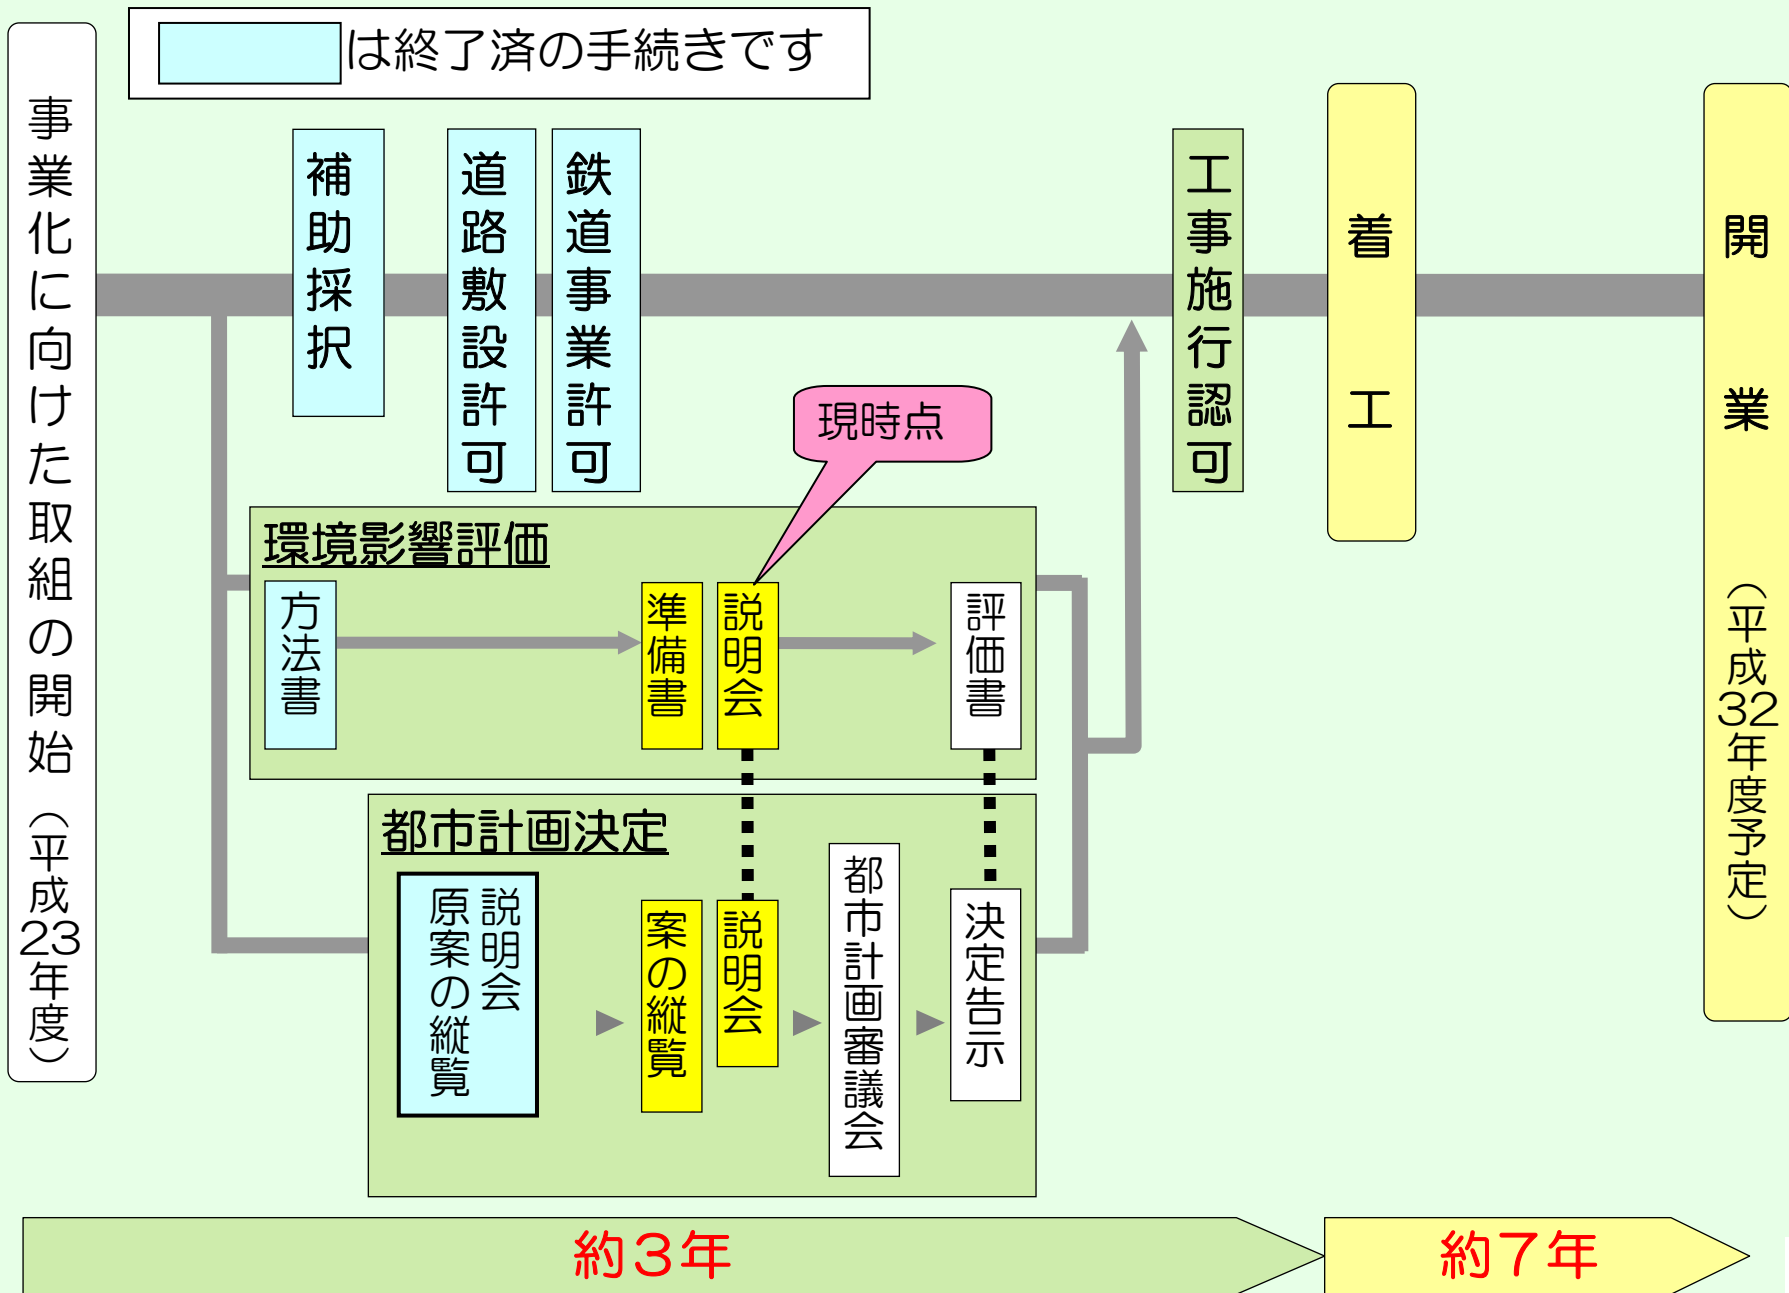 は終了済の手続きです
事業化に向けた取組の開始（平成23年度）
補助採択
道路敷設許可
鉄道事業許可
工事施行認可
着工
開業（平成32年度予定）
現時点
環境影響評価
方法書
準備書
説明会
評価書
都市計画決定
説明会
原案の縦覧
案の縦覧
説明会
都市計画審議会
決定告示
約3年
約7年